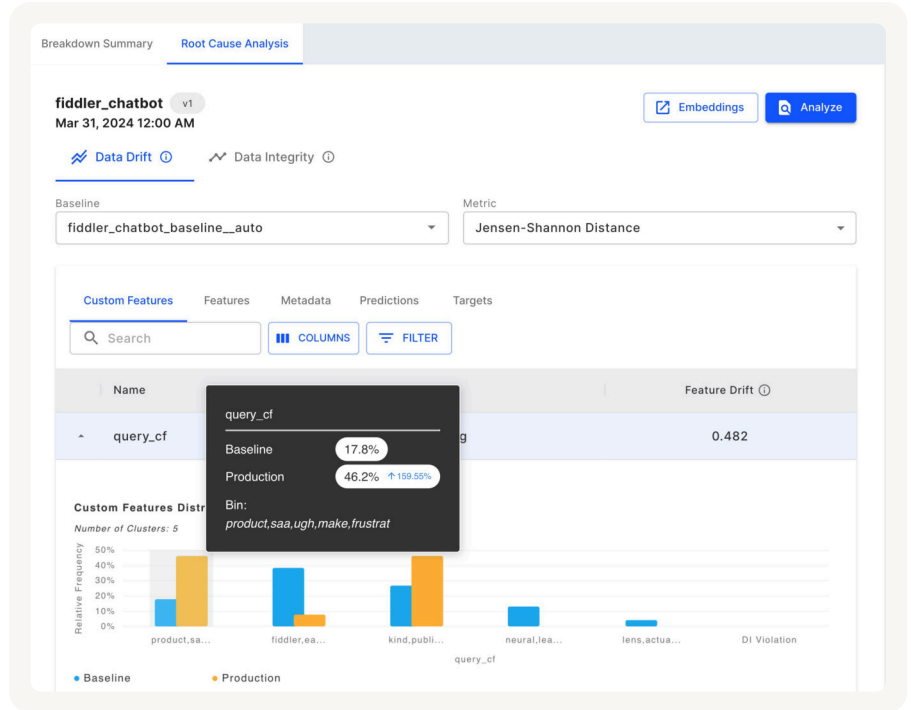 Breakdown Summary Root Cause Analysis
fiddler_chatbot v1
Mar 31, 2024 12:00 AM
Embeddings Analyze
Data Drift Data Integrity
Baseline Metric
fiddler_chatbot_baseline__auto Jensen-Shannon Distance
Custom Features Features Metadata Predictions Targets
Search COLUMNS FILTER
Name Feature Drift
query_cf g 0.482
query_cf
Baseline 17.8%
Production 46.2% ↑159.55%
Bin:
product,saa,ugh,make,frustrat
Custom Features Distr
Number of Clusters: 5
Relative Frequency
50%
40%
30%
20%
10%
0%
product,sa... fiddler,ea... kind,publi... neural,lea... lens,actua... DI Violation
query_cf
Baseline Production